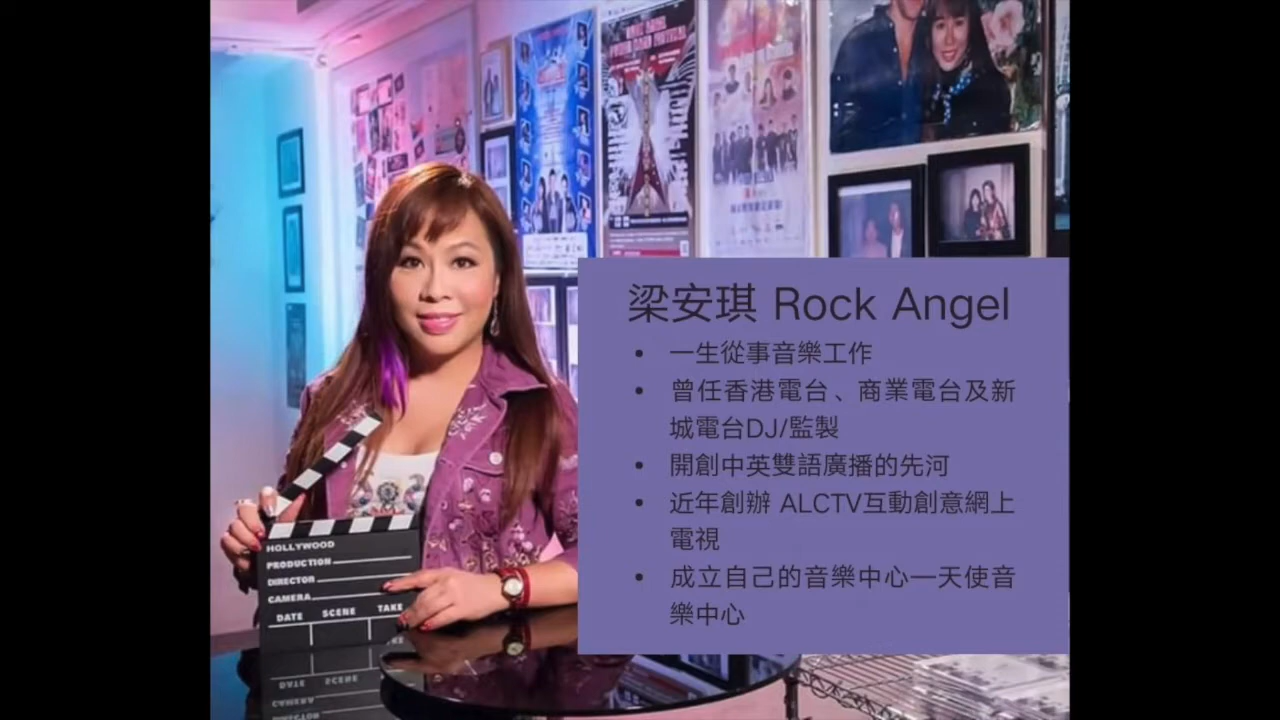 梁安琪 Rock Angel
• 一生從事音樂工作
• 曾任香港電台、商業電台及新
城電台DJ/監製
• 開創中英雙語廣播的先河
• 近年創辦 ALCTV互動創意網上
電視
• 成立自己的音樂中心—天使音
樂中心
HOLLYWOOD
PRODUCTION
DIRECTOR
CAMERA
DATE SCENE TAKE